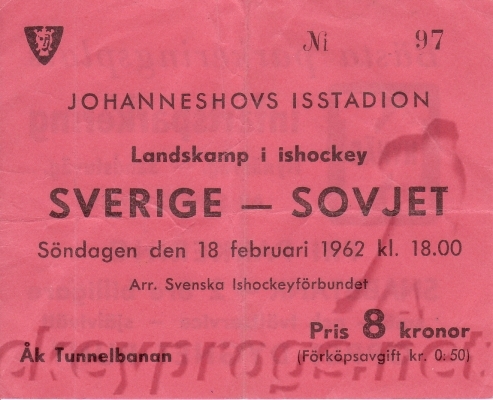 Nị 97
JOHANNESHOVS ISSTADION
Landskamp i ishockey
SVERIGE — SOVJET
Söndagen den 18 februari 1962 kl. 18.00
Arr. Svenska Ishockeyförbundet
Pris 8 kronor
Åk Tunnelbanan (Förköpsavgift kr. 0:50)